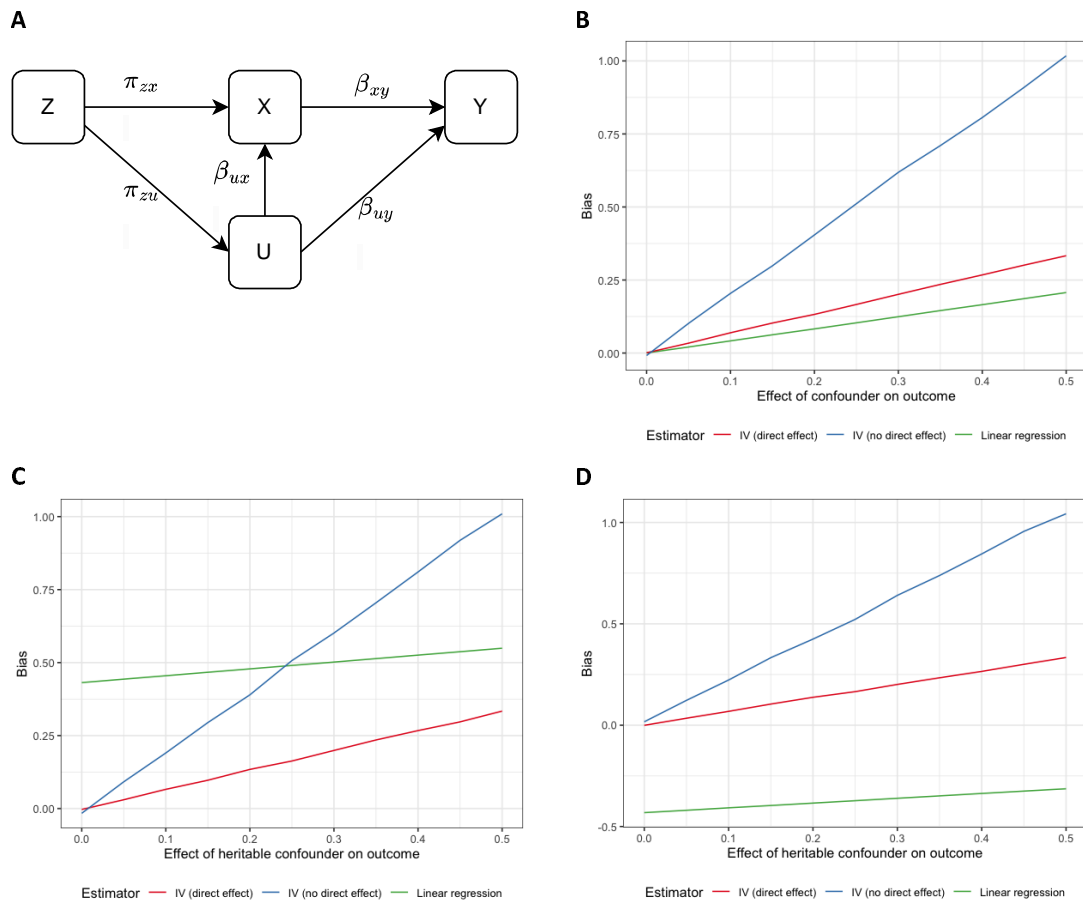 A
Z
π_zx
X
β_xy
Y
π_zu
β_ux
β_uy
U
B
Bias
1.00
0.75
0.50
0.25
0.00
0.0 0.1 0.2 0.3 0.4 0.5
Effect of confounder on outcome
Estimator IV (direct effect) IV (no direct effect) Linear regression
C
Bias
1.00
0.75
0.50
0.25
0.00
0.0 0.1 0.2 0.3 0.4 0.5
Effect of heritable confounder on outcome
Estimator IV (direct effect) IV (no direct effect) Linear regression
D
Bias
1.0
0.5
0.0
-0.5
0.0 0.1 0.2 0.3 0.4 0.5
Effect of heritable confounder on outcome
Estimator IV (direct effect) IV (no direct effect) Linear regression